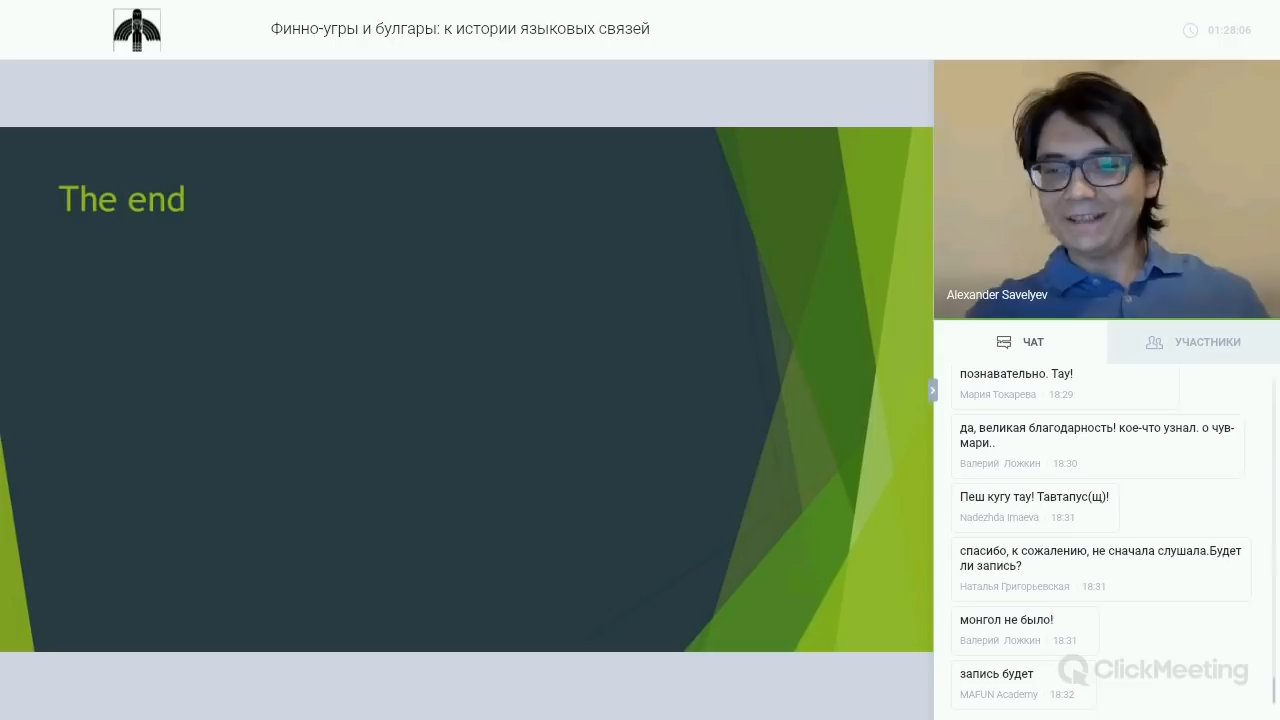 Финно-угры и булгары: к истории языковых связей
01:28:06
The end
Alexander Savelyev
ЧАТ
УЧАСТНИКИ
познавательно. Тау!
Мария Токарева · 18:29
да, великая благодарность! кое-что узнал. о чув-
мари..
Валерий Ложкин · 18:30
Пеш кугу тау! Тавтапус(щ)!
Nadezhda Imaeva · 18:31
спасибо, к сожалению, не сначала слушала.Будет
ли запись?
Наталья Григорьевская · 18:31
монгол не было!
Валерий Ложкин · 18:31
запись будет
MAFUN Academy · 18:32
ClickMeeting